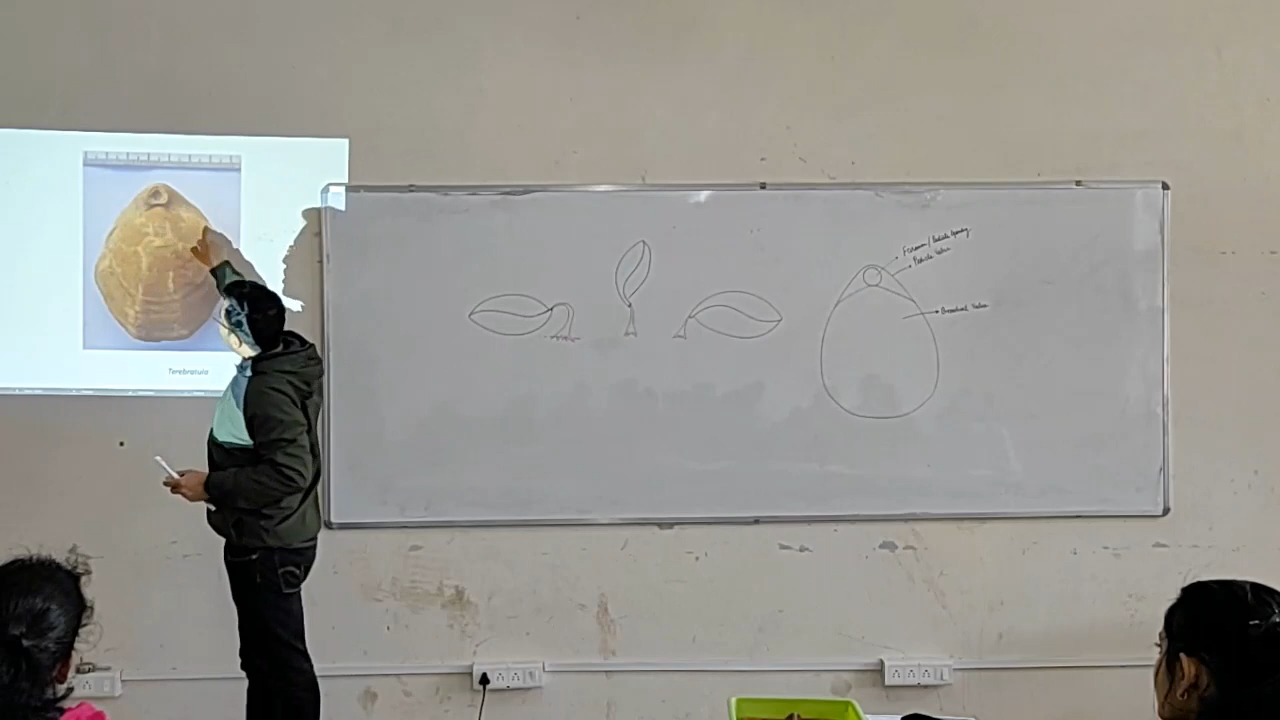 Terebratula
Foramen / Pedicle Opening
Pedicle Valve
Brachial Valve